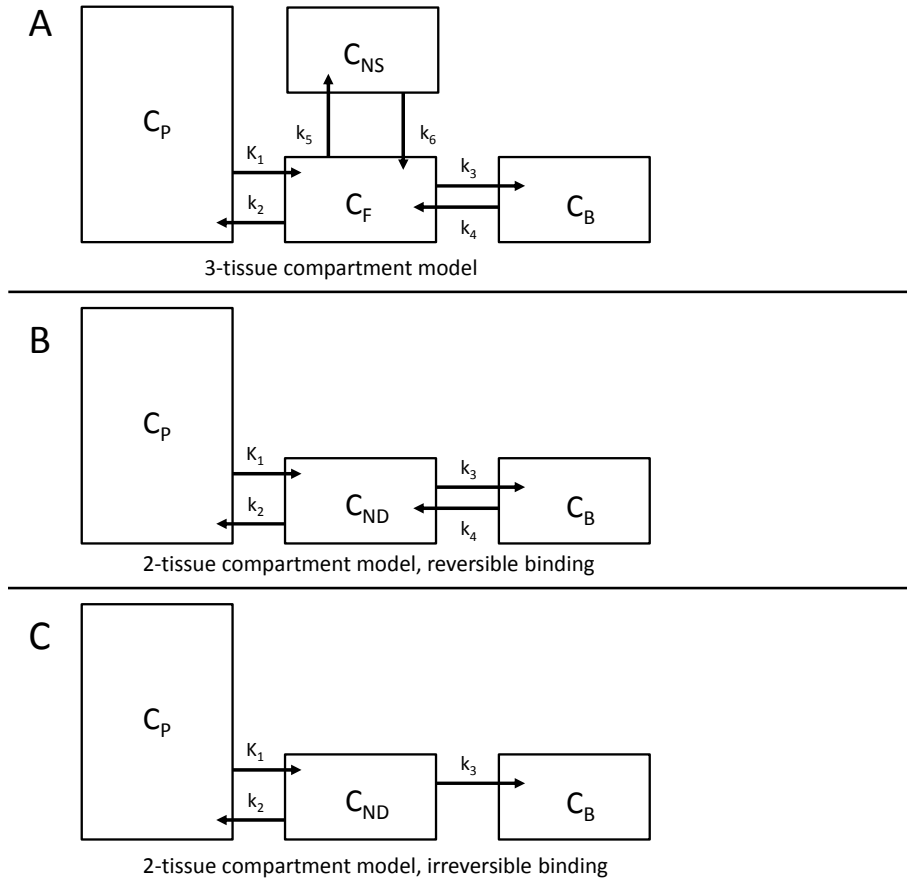 A
C_NS
C_P
k_5
k_6
K_1
k_3
k_2
C_F
C_B
k_4
3-tissue compartment model
B
C_P
K_1
k_3
k_2
C_ND
C_B
k_4
2-tissue compartment model, reversible binding
C
C_P
K_1
k_3
k_2
C_ND
C_B
2-tissue compartment model, irreversible binding